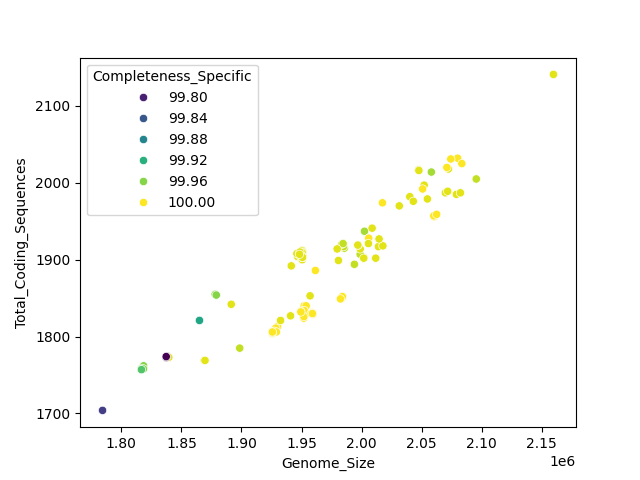 Completeness_Specific
99.80
99.84
99.88
99.92
99.96
100.00
Total_Coding_Sequences
2100
2000
1900
1800
1700
1.80 1.85 1.90 1.95 2.00 2.05 2.10 2.15
1e6
Genome_Size